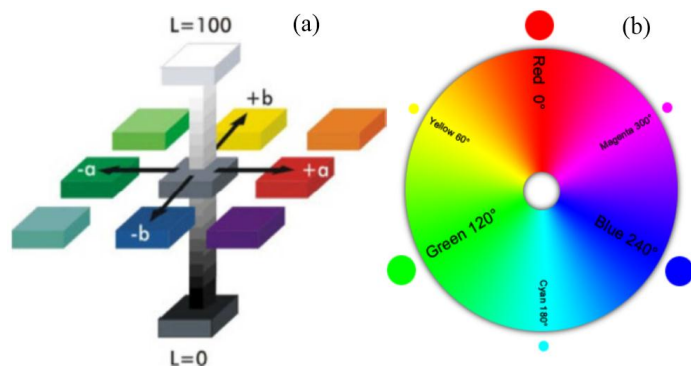 L=100
(a)
+b
-a
+a
-b
L=0
(b)
Red 0°
Yellow 60°
Magenta 300°
Green 120°
Blue 240°
Cyan 180°